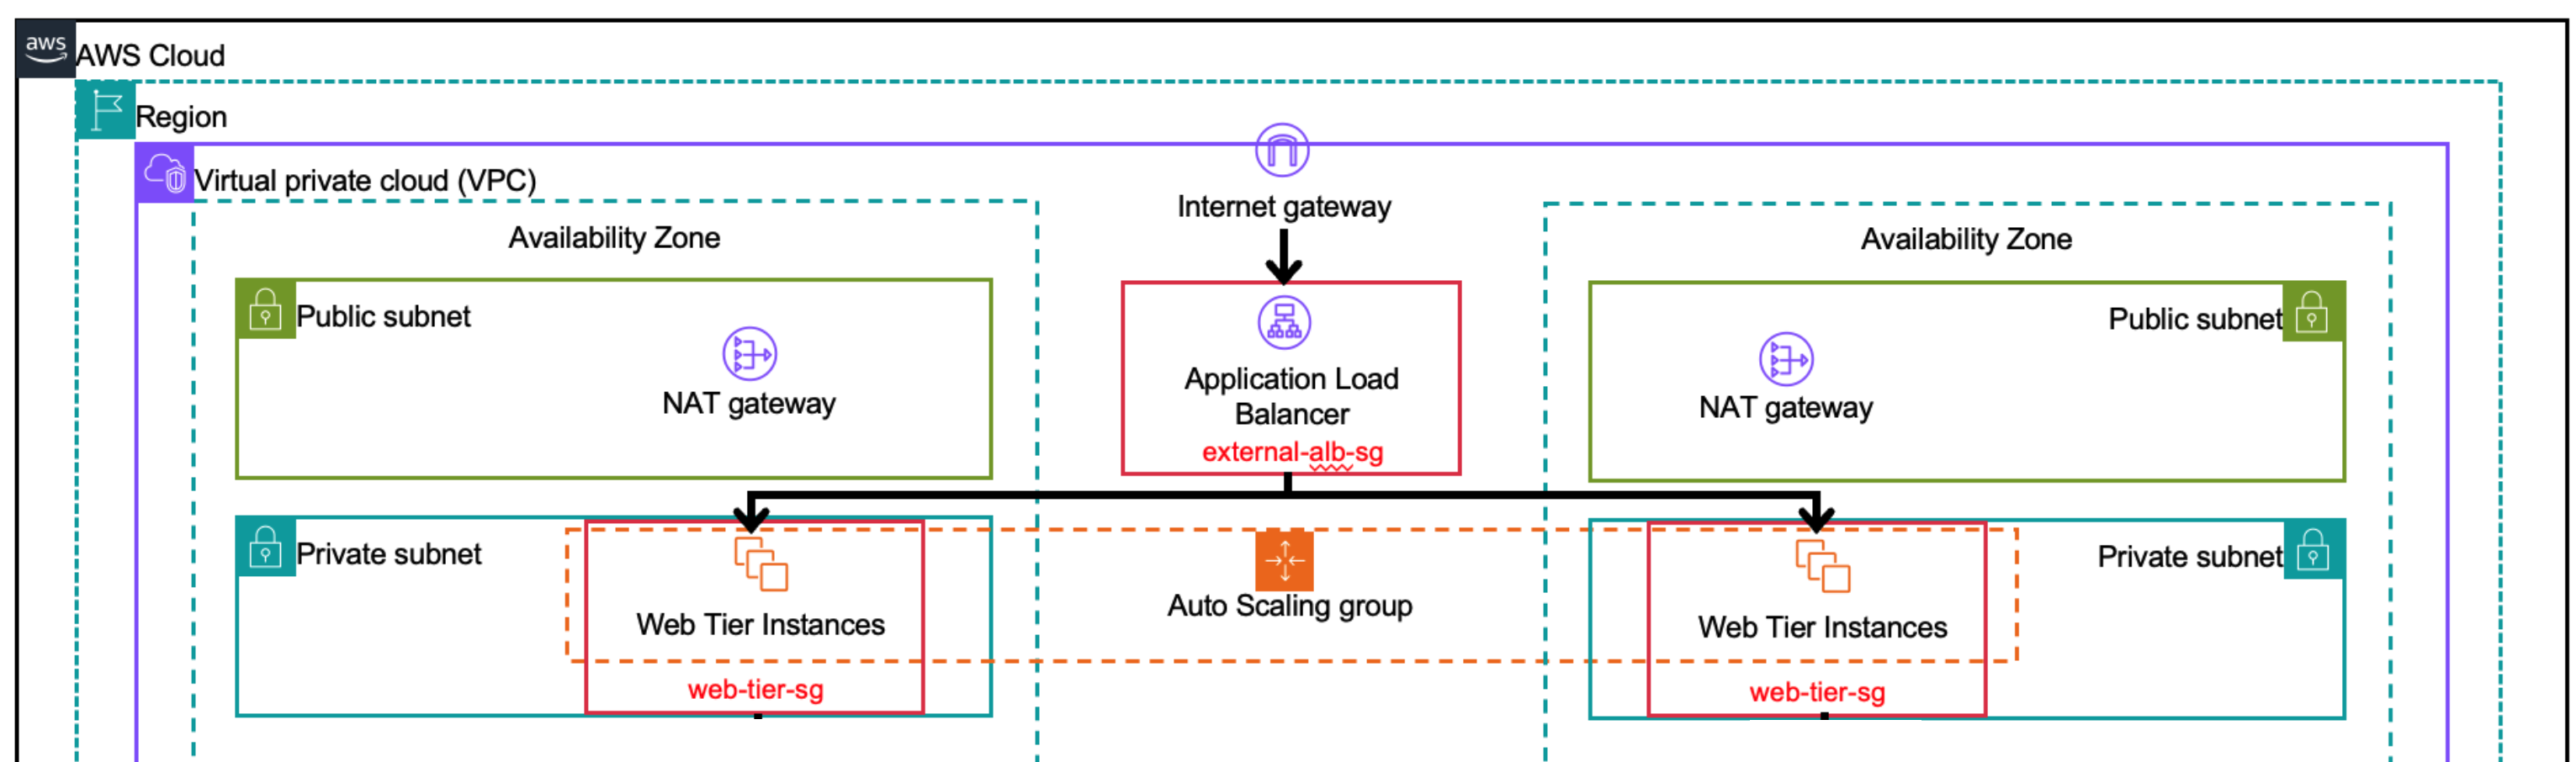 aws
AWS Cloud
Region
Virtual private cloud (VPC)
Internet gateway
Availability Zone
Availability Zone
Public subnet
Public subnet
NAT gateway
Application Load
Balancer
external-alb-sg
NAT gateway
Private subnet
Private subnet
Web Tier Instances
Auto Scaling group
Web Tier Instances
web-tier-sg
web-tier-sg